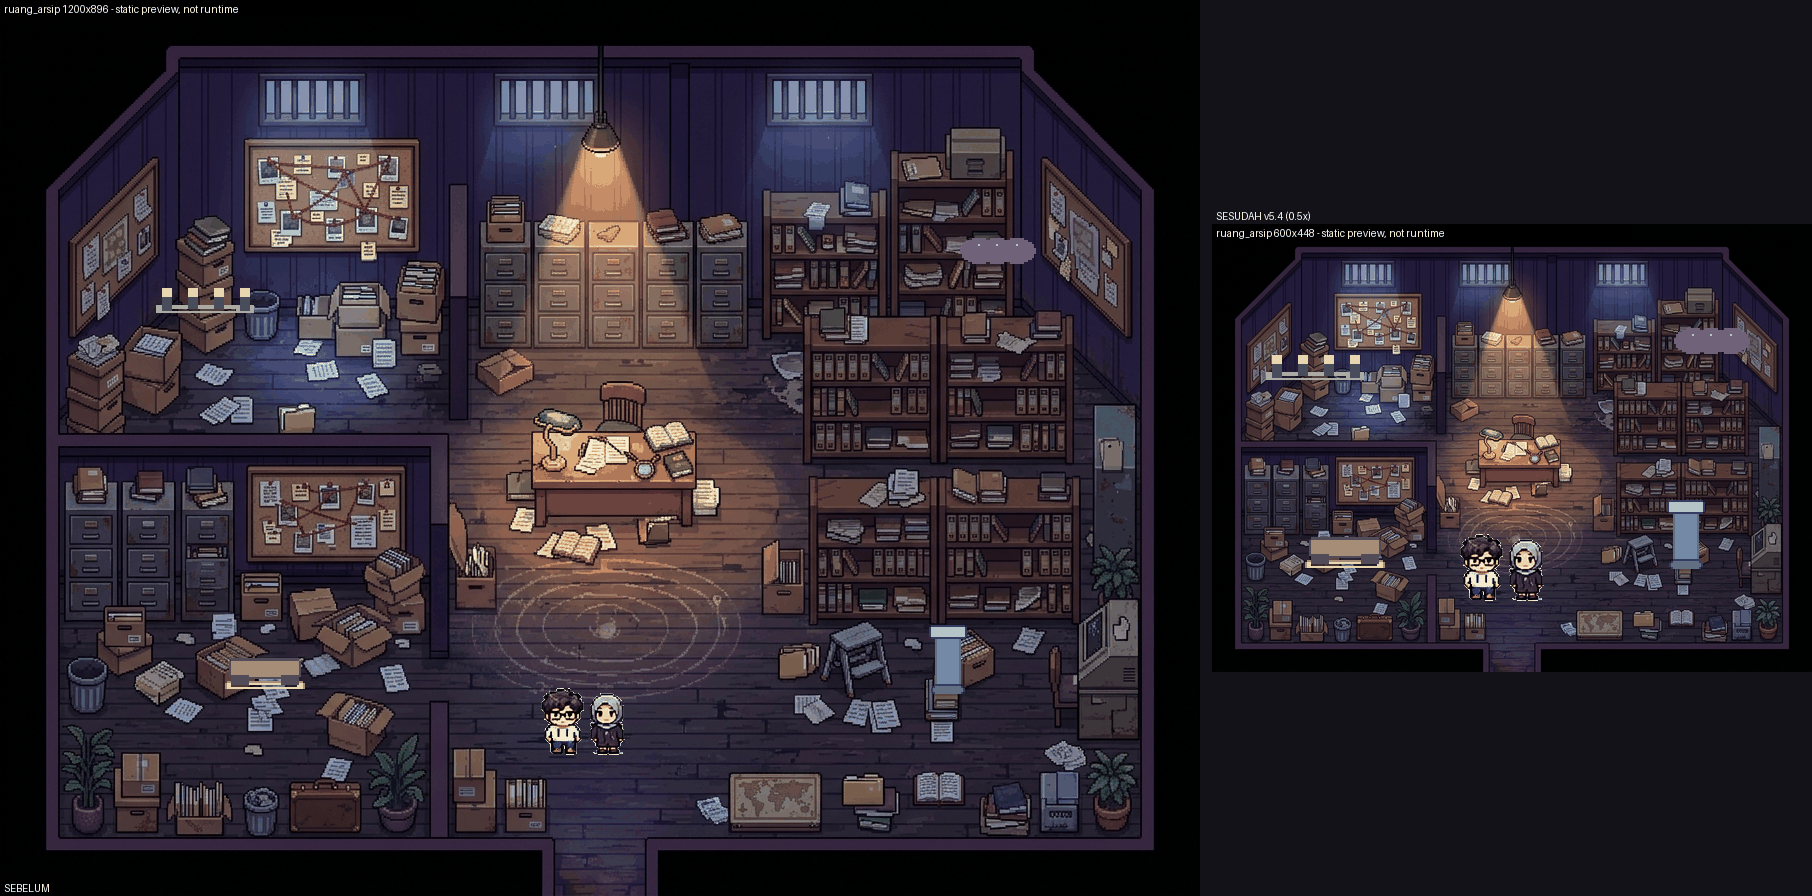 ruang_arsip 1200x896 - static preview, not runtime
SESUDAH v5.4 (0.5x)
ruang_arsip 600x448 - static preview, not runtime
SEBELUM